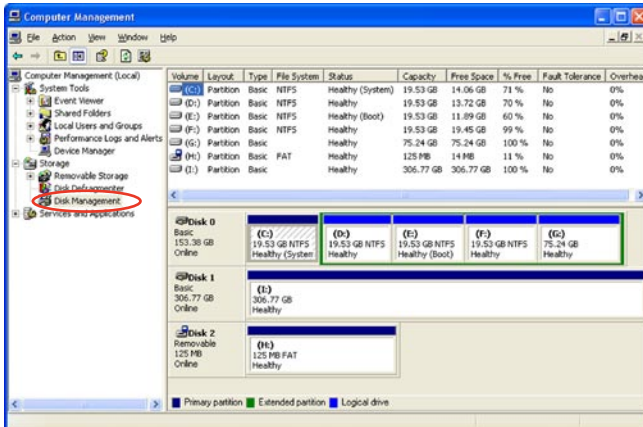 Computer Management
File Action View Window Help
Computer Management (Local)
System Tools
Event Viewer
Shared Folders
Local Users and Groups
Performance Logs and Alerts
Device Manager
Storage
Removable Storage
Disk Defragmenter
Disk Management
Services and Applications
Volume Layout Type File System Status Capacity Free Space % Free Fault Tolerance Overhea
(C:) Partition Basic NTFS Healthy (System) 19.53 GB 14.06 GB 71 % No 0%
(D:) Partition Basic NTFS Healthy 19.53 GB 13.72 GB 70 % No 0%
(E:) Partition Basic NTFS Healthy (Boot) 19.53 GB 11.89 GB 60 % No 0%
(F:) Partition Basic NTFS Healthy 19.53 GB 19.45 GB 99 % No 0%
(G:) Partition Basic Healthy 75.24 GB 75.24 GB 100 % No 0%
(H:) Partition Basic FAT Healthy 125 MB 14 MB 11 % No 0%
(I:) Partition Basic Healthy 306.77 GB 306.77 GB 100 % No 0%
Disk 0
Basic
153.38 GB
Online
(C:)
19.53 GB NTFS
Healthy (System
(D:)
19.53 GB NTFS
Healthy
(E:)
19.53 GB NTFS
Healthy (Boot)
(F:)
19.53 GB NTFS
Healthy
(G:)
75.24 GB
Healthy
Disk 1
Basic
306.77 GB
Online
(I:)
306.77 GB
Healthy
Disk 2
Removable
125 MB
Online
(H:)
125 MB FAT
Healthy
Primary partition Extended partition Logical drive